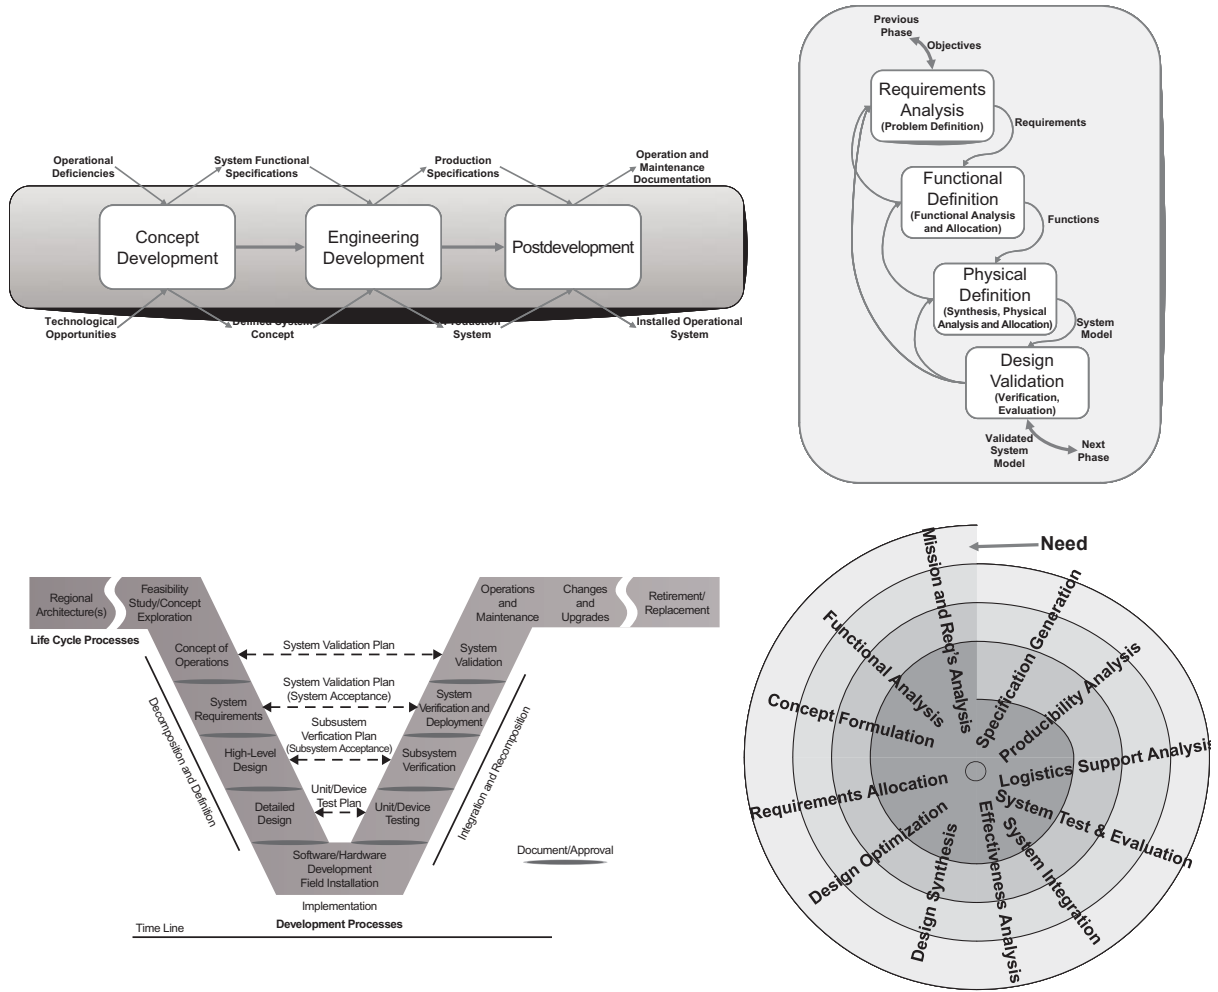 Operational
Deficiencies
System Functional
Specifications
Production
Specifications
Operation and
Maintenance
Documentation
Concept
Development
Engineering
Development
Postdevelopment
Technological
Opportunities
Defined System
Concept
Production
System
Installed Operational
System
Previous
Phase
Objectives
Requirements
Analysis
(Problem Definition)
Requirements
Functional
Definition
(Functional Analysis
and Allocation)
Functions
Physical
Definition
(Synthesis, Physical
Analysis and Allocation)
System
Model
Design
Validation
(Verification,
Evaluation)
Validated
System
Model
Next
Phase
Regional
Architecture(s)
Feasibility
Study/Concept
Exploration
Operations
and
Maintenance
Changes
and
Upgrades
Retirement/
Replacement
Life Cycle Processes
Concept of
Operations
System Validation Plan
System
Validation
System
Requirements
System Validation Plan
(System Acceptance)
System
Verification and
Deployment
High-Level
Design
Subsustem
Verfication Plan
(Subsystem Acceptance)
Subsystem
Verification
Detailed
Design
Unit/Device
Test Plan
Unit/Device
Testing
Decomposition and Definition
Integration and Recomposition
Software/Hardware
Development
Field Installation
Document/Approval
Implementation
Development Processes
Time Line
Need
Mission and Req's Analysis
Specification Generation
Producibility Analysis
Logistics Support Analysis
System Test & Evaluation
System Integration
Effectiveness Analysis
Design Synthesis
Design Optimization
Requirements Allocation
Concept Formulation
Functional Analysis